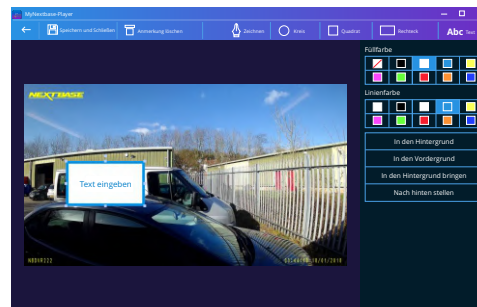 MyNextbase-Player
Speichern und Schließen
Anmerkung löschen
Zeichnen
Kreis
Quadrat
Rechteck
Abc Text
Füllfarbe
Linienfarbe
NEXTBASE
Text eingeben
In den Hintergrund
In den Vordergrund
In den Hintergrund bringen
Nach hinten stellen